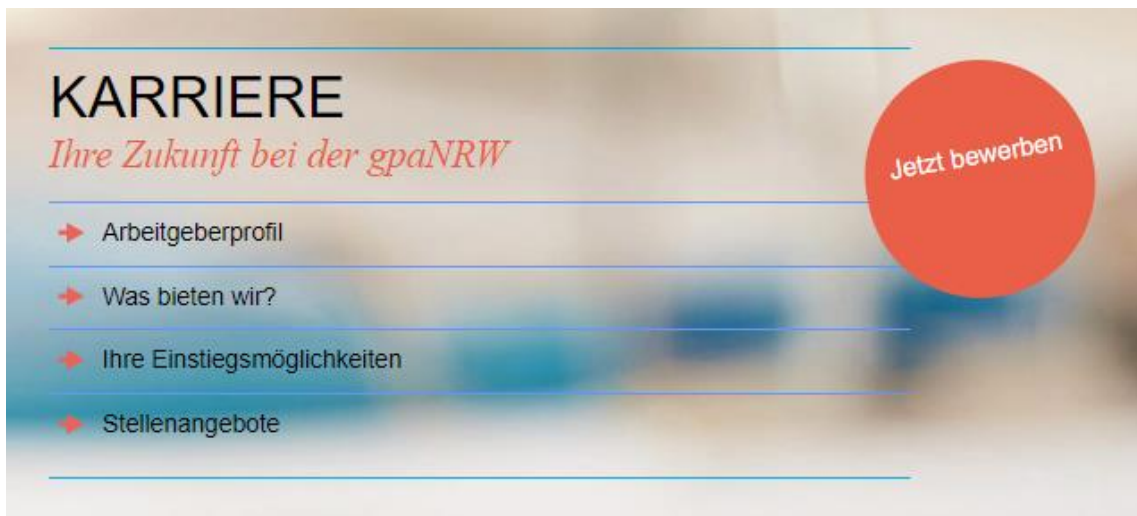 KARRIERE
Ihre Zukunft bei der gpaNRW
Jetzt bewerben
Arbeitgeberprofil
Was bieten wir?
Ihre Einstiegsmöglichkeiten
Stellenangebote